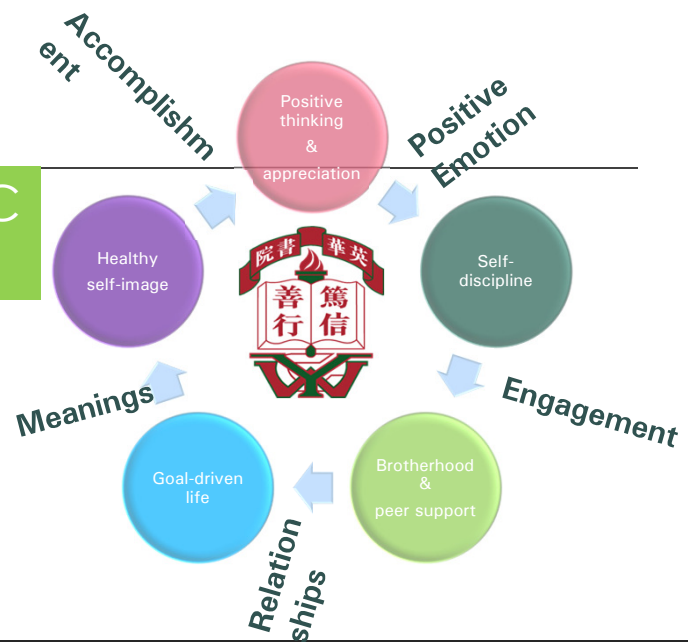 Accomplishm
ent
Positive
thinking
&
appreciation
Positive
Emotion
C
Healthy
self-image
院書 華英
善 篤
行 信
Self-
discipline
Meanings
Engagement
Goal-driven
life
Brotherhood
&
peer support
Relation
ships